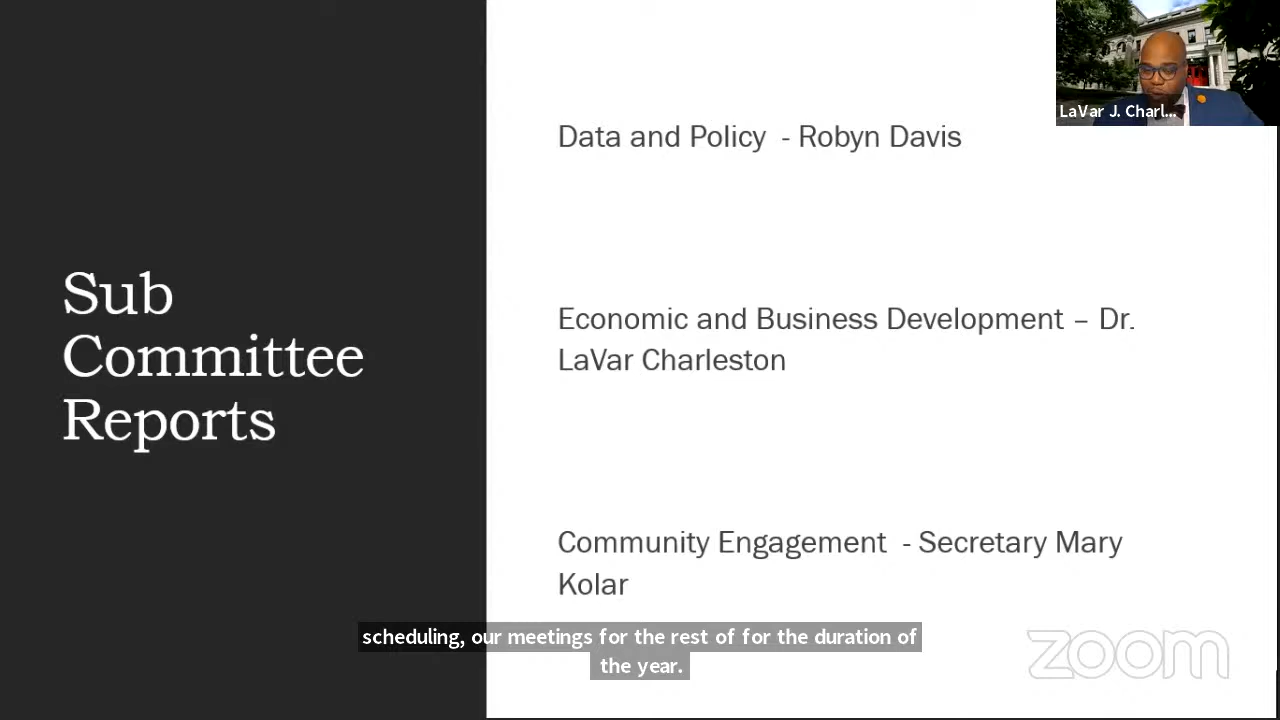 LaVar J. Charl...
Data and Policy - Robyn Davis
Sub
Committee
Reports
Economic and Business Development – Dr.
LaVar Charleston
Community Engagement - Secretary Mary
Kolar
scheduling, our meetings for the rest of for the duration of
the year.
zoom